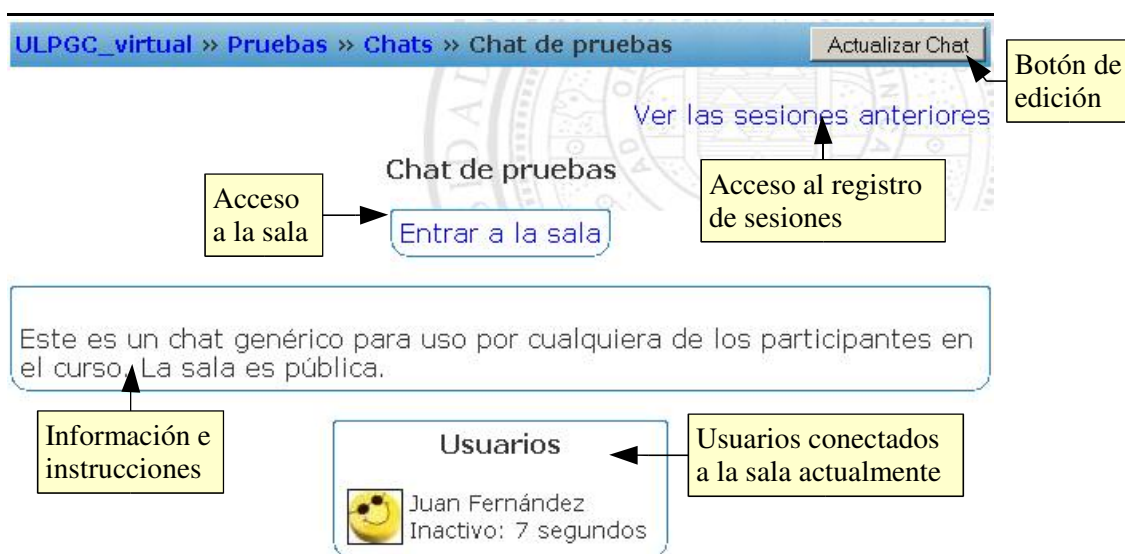 ULPGC_virtual » Pruebas » Chats » Chat de pruebas
Actualizar Chat
Botón de
edición
Ver las sesiones anteriores
Chat de pruebas
Acceso
a la sala
Acceso al registro
de sesiones
Entrar a la sala
Este es un chat genérico para uso por cualquiera de los participantes en
el curso. La sala es pública.
Información e
instrucciones
Usuarios
Usuarios conectados
a la sala actualmente
Juan Fernández
Inactivo: 7 segundos